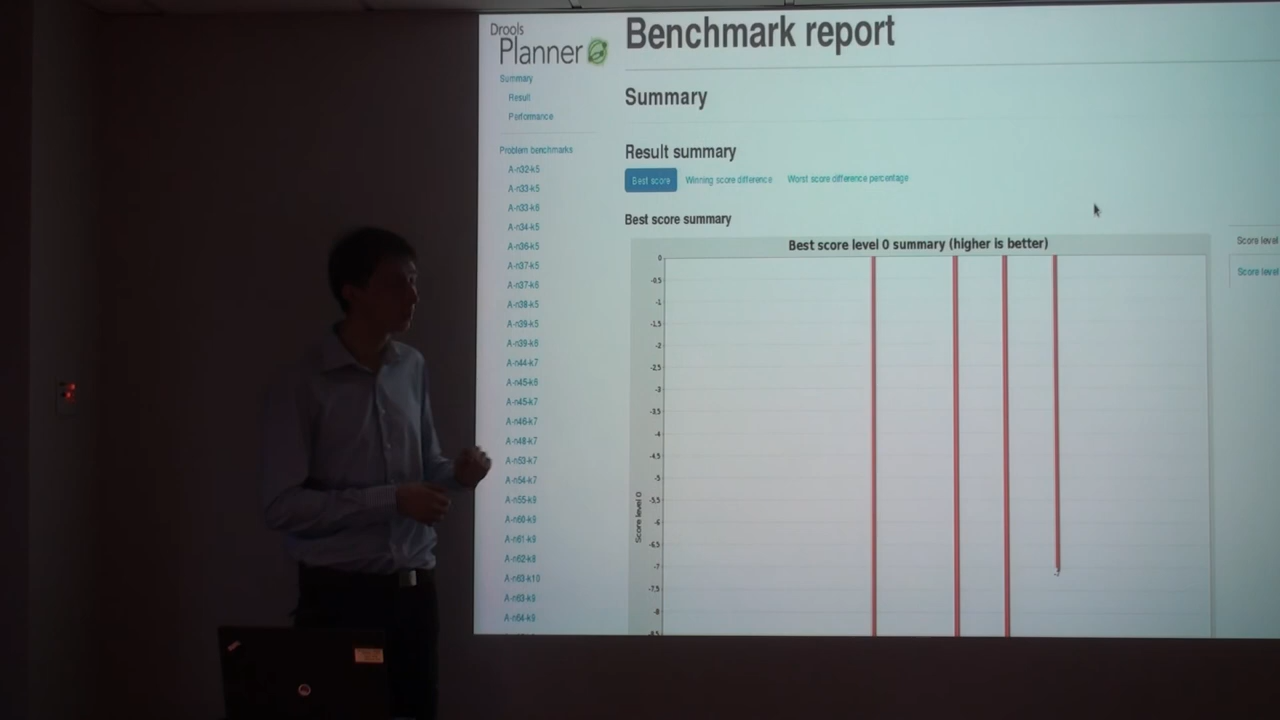 Drools
Planner
Summary
Result
Performance
Problem benchmarks
A-n32-k5
A-n33-k5
A-n33-k6
A-n34-k5
A-n36-k5
A-n37-k5
A-n37-k6
A-n38-k5
A-n39-k5
A-n39-k6
A-n44-k7
A-n45-k6
A-n45-k7
A-n46-k7
A-n48-k7
A-n53-k7
A-n54-k7
A-n55-k9
A-n60-k9
A-n61-k9
A-n62-k8
A-n63-k10
A-n63-k9
A-n64-k9
Benchmark report
Summary
Result summary
Best score Winning score difference Worst score difference percentage
Best score summary
Best score level 0 summary (higher is better)
0
-0.5
-1
-1.5
-2
-2.5
-3
-3.5
-4
-4.5
-5
-5.5
-6
-6.5
-7
-7.5
-8
-8.5
Score level 0
Score level
Score level